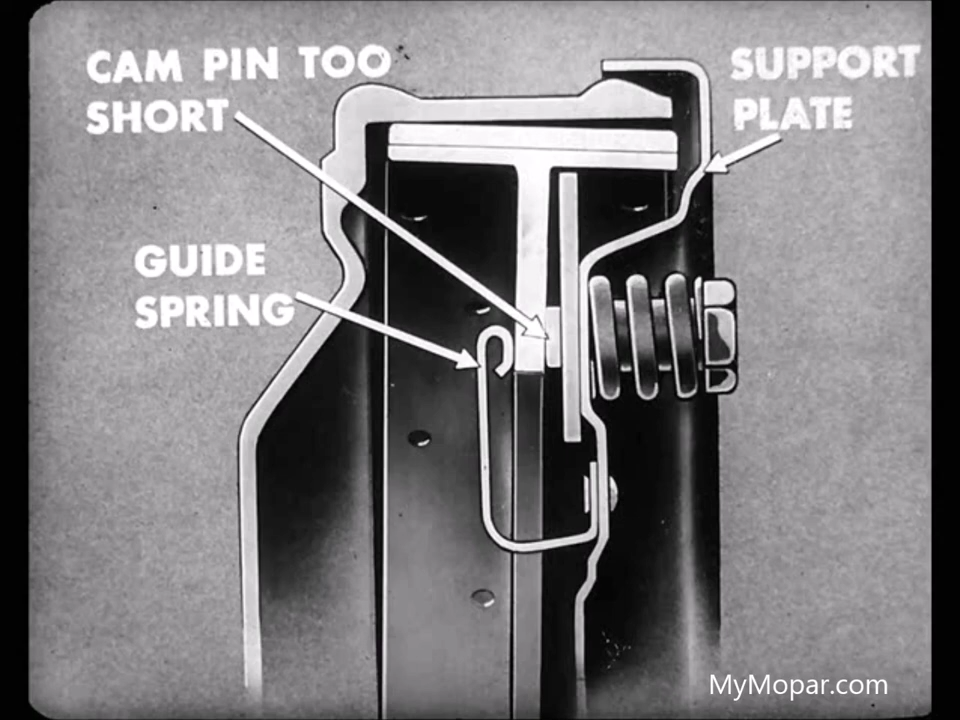 CAM PIN TOO
SHORT
SUPPORT
PLATE
GUIDE
SPRING
MyMopar.com